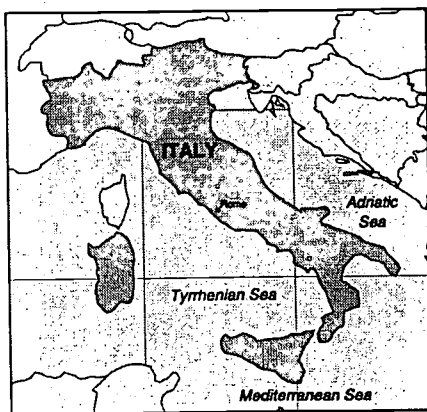 ITALY
Rome
Adriatic
Sea
Tyrrhenian Sea
Mediterranean Sea